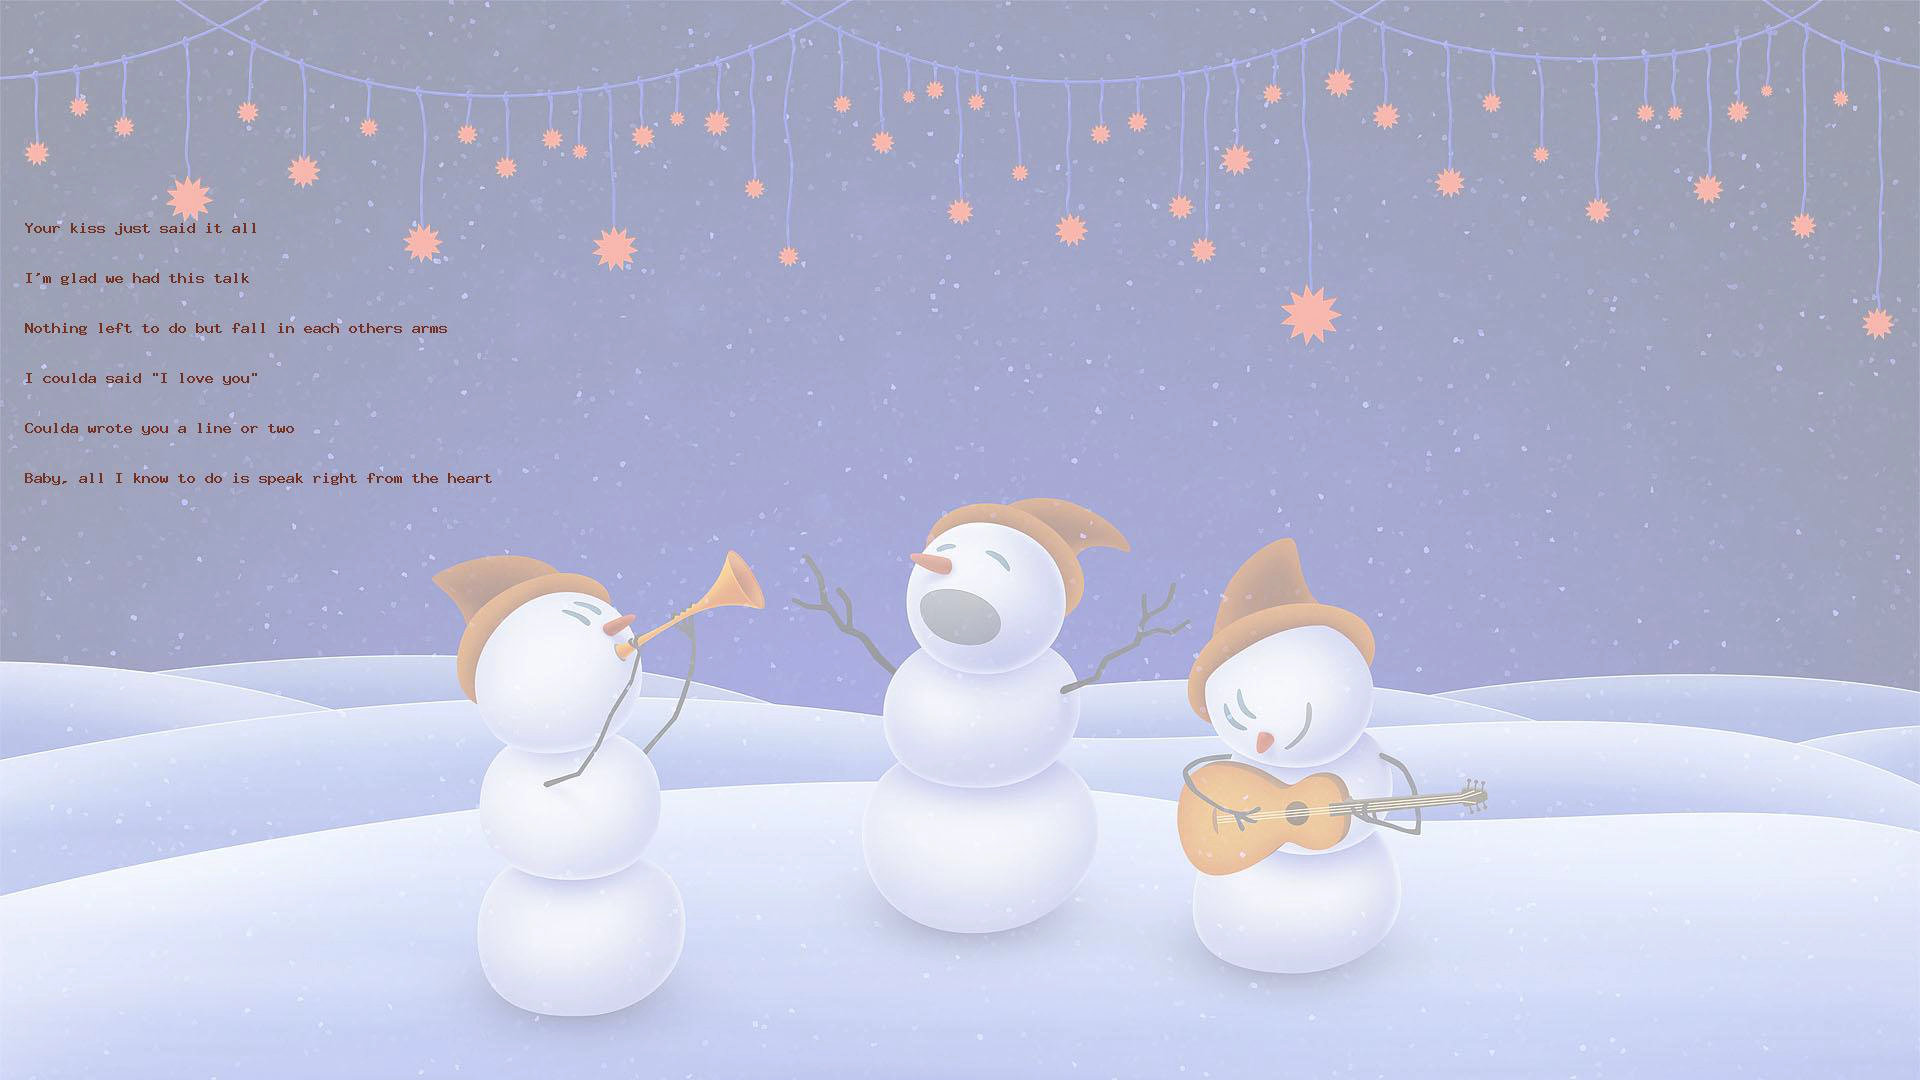 Your kiss just said it all
I'm glad we had this talk
Nothing left to do but fall in each others arms
I coulda said "I love you"
Coulda wrote you a line or two
Baby, all I know to do is speak right from the heart